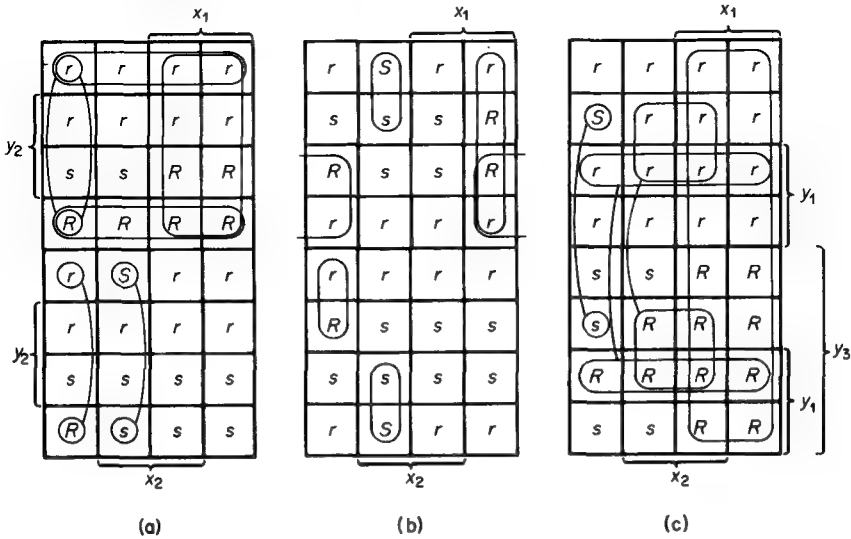 x₁ x₁ x₁
r r r r r S r r r r r r
r r r r s s s R S r r r
y₂ y₁
s s R R R s s R r r r r
R R R R r r r r r r r r
r S r r r r r r s s R R
r r r r R s s s s R R R
y₂ y₃
s s s s s s s s R R R R
y₁
R s s s r S r r s s R R
x₂ x₂ x₂
(a) (b) (c)